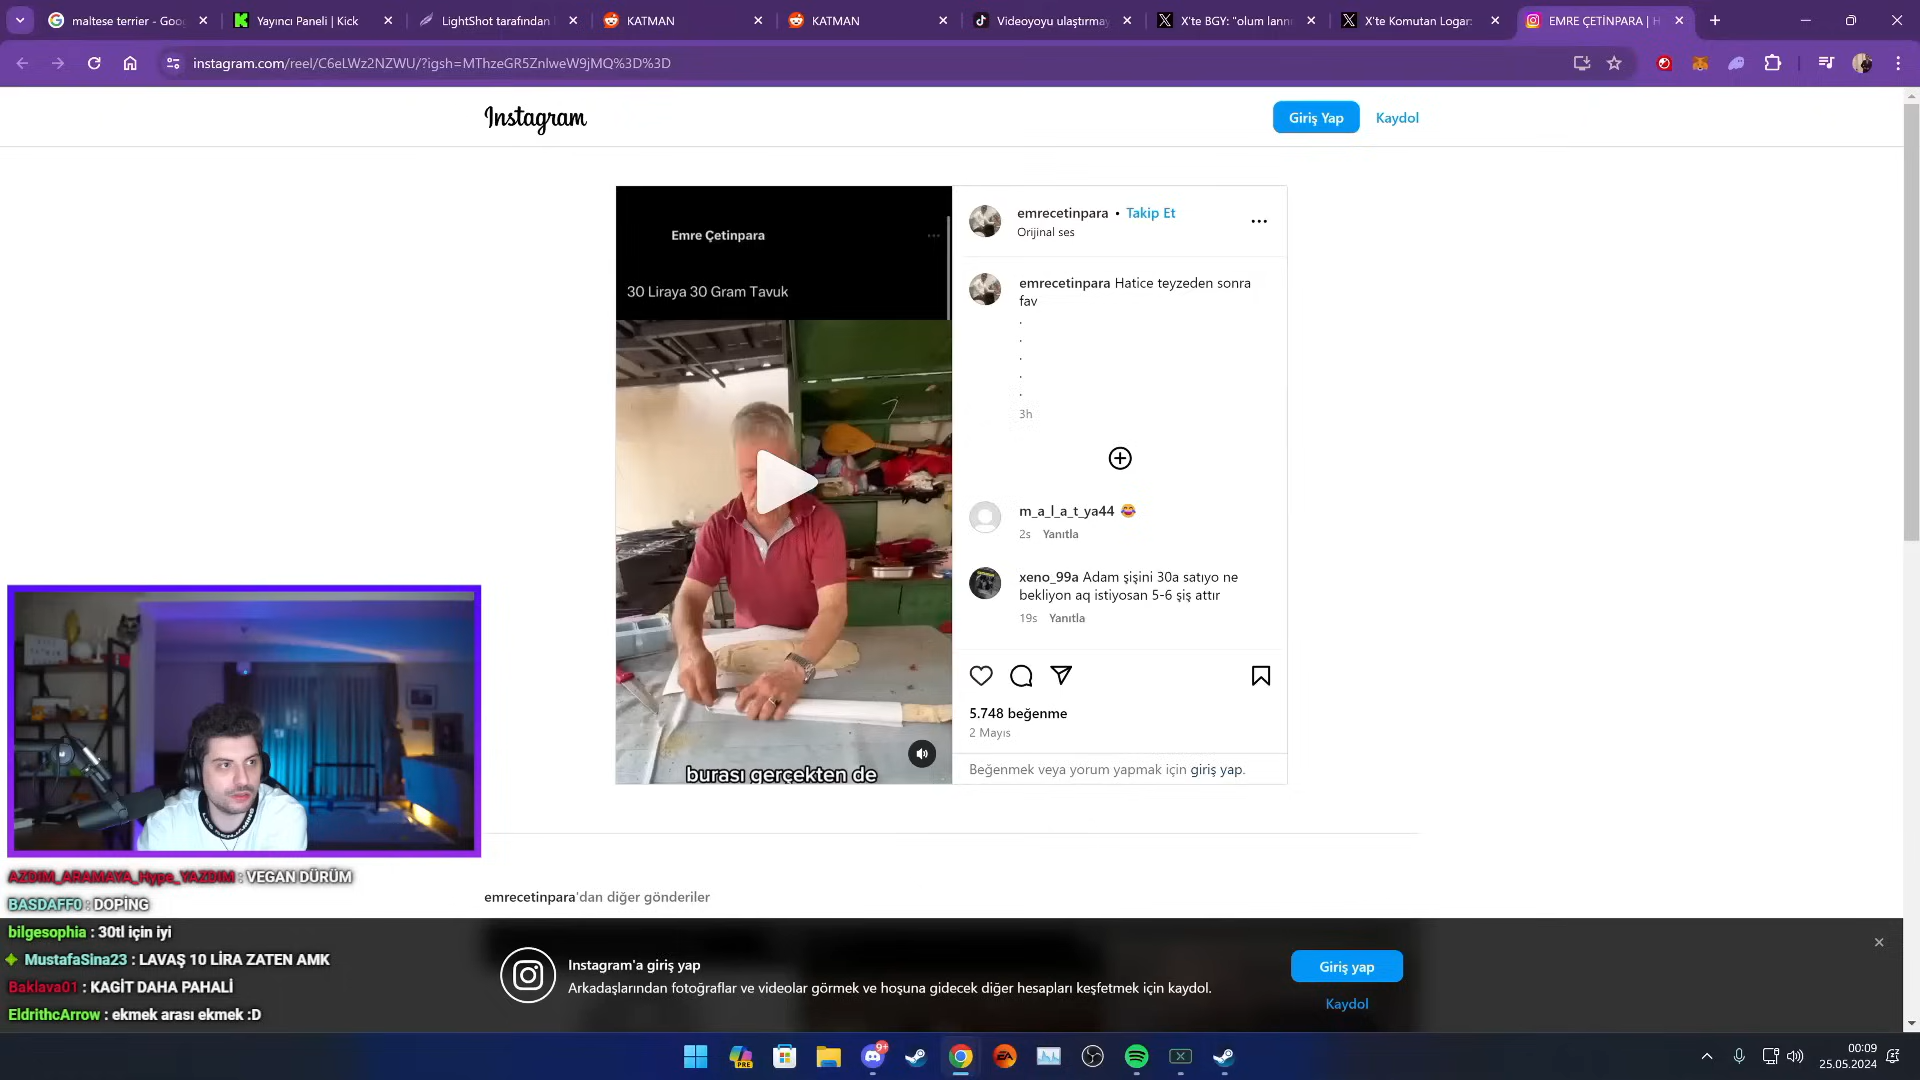 maltese terrier - Goo
Yayıncı Paneli | Kick
LightShot tarafından
KATMAN
KATMAN
Videoyoyu ulaştırmay
X'te BGY: "olum lann
X'te Komutan Logar:
EMRE ÇETİNPARA | H
instagram.com/reel/C6eLWz2NZWU/?igsh=MThzeGR5ZnlweW9jMQ%3D%3D
Instagram
Giriş Yap
Kaydol
Emre Çetinpara
30 Liraya 30 Gram Tavuk
burası gerçekten de
emrecetinpara • Takip Et
Orijinal ses
emrecetinpara Hatice teyzeden sonra
fav
.
.
.
.
.
3h
m_a_l_a_t_ya44 😂
2s Yanıtla
xeno_99a Adam şişini 30a satıyo ne
bekliyon aq istiyosan 5-6 şiş attır
19s Yanıtla
5.748 beğenme
2 Mayıs
Beğenmek veya yorum yapmak için giriş yap.
emrecetinpara'dan diğer gönderiler
AZDIM_ARAMAYA_Hype_YAZDIM : VEGAN DÜRÜM
BASDAFF0 : DOPİNG
bilgesophia : 30tl için iyi
MustafaSina23 : LAVAŞ 10 LİRA ZATEN AMK
Baklava01 : KAGİT DAHA PAHALİ
EldrithcArrow : ekmek arası ekmek :D
Instagram'a giriş yap
Arkadaşlarından fotoğraflar ve videolar görmek ve hoşuna gidecek diğer hesapları keşfetmek için kaydol.
Giriş yap
Kaydol
PRE
9+
EA
00:09
25.05.2024